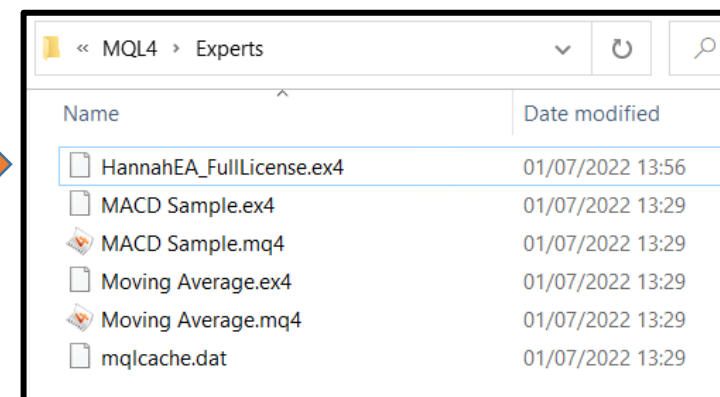 « MQL4 › Experts
Name Date modified
HannahEA_FullLicense.ex4 01/07/2022 13:56
MACD Sample.ex4 01/07/2022 13:29
MACD Sample.mq4 01/07/2022 13:29
Moving Average.ex4 01/07/2022 13:29
Moving Average.mq4 01/07/2022 13:29
mqlcache.dat 01/07/2022 13:29